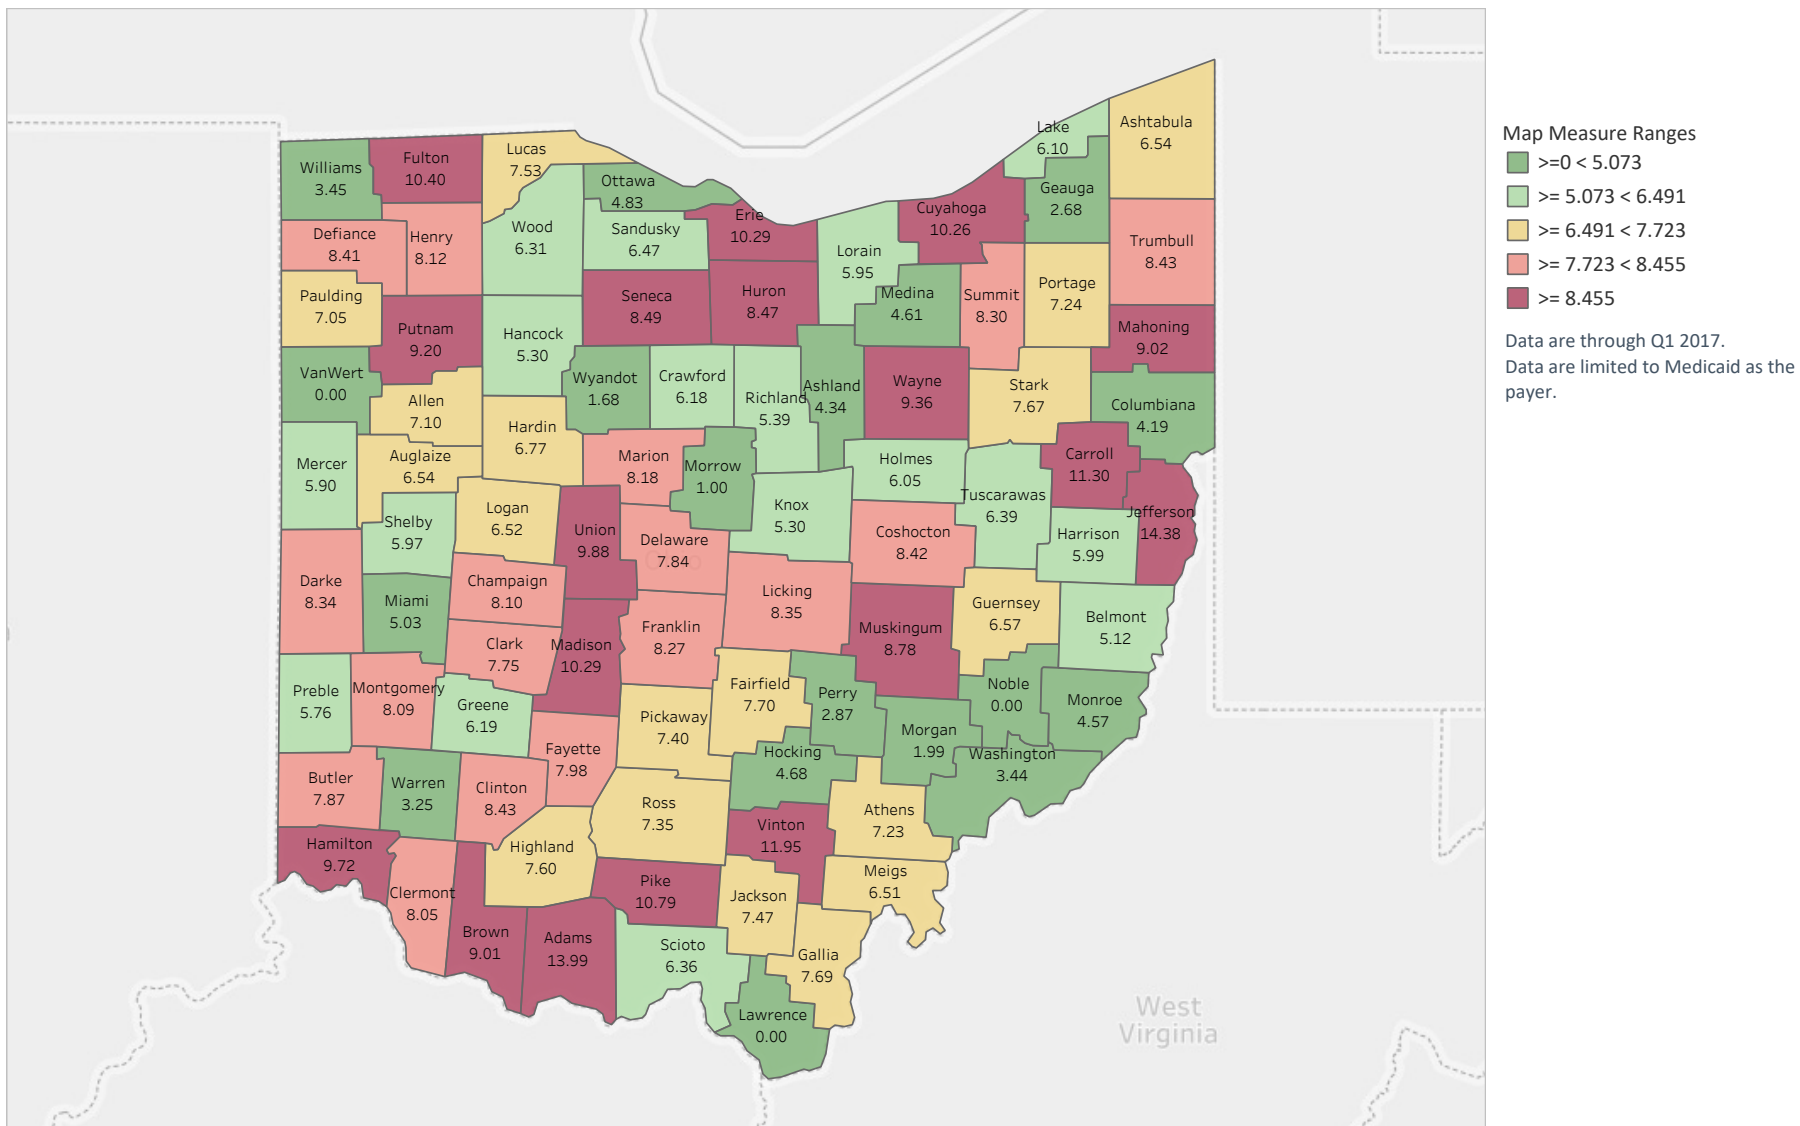 Lake
6.10
Ashtabula
6.54
Williams
3.45
Fulton
10.40
Lucas
7.53
Ottawa
4.83
Geauga
2.68
Cuyahoga
10.26
Erie
10.29
Wood
6.31
Sandusky
6.47
Defiance
8.41
Henry
8.12
Lorain
5.95
Trumbull
8.43
Paulding
7.05
Seneca
8.49
Huron
8.47
Medina
4.61
Summit
8.30
Portage
7.24
Putnam
9.20
Hancock
5.30
Mahoning
9.02
VanWert
0.00
Wyandot
1.68
Crawford
6.18
Richland
5.39
Ashland
4.34
Wayne
9.36
Stark
7.67
Columbiana
4.19
Allen
7.10
Hardin
6.77
Mercer
5.90
Auglaize
6.54
Marion
8.18
Morrow
1.00
Holmes
6.05
Carroll
11.30
Tuscarawas
6.39
Jefferson
14.38
Shelby
5.97
Logan
6.52
Union
9.88
Delaware
7.84
Ohio
Knox
5.30
Coshocton
8.42
Harrison
5.99
Darke
8.34
Miami
5.03
Champaign
8.10
Licking
8.35
Guernsey
6.57
Belmont
5.12
Clark
7.75
Madison
10.29
Franklin
8.27
Muskingum
8.78
Preble
5.76
Montgomery
8.09
Greene
6.19
Fairfield
7.70
Perry
2.87
Noble
0.00
Monroe
4.57
Pickaway
7.40
Morgan
1.99
Fayette
7.98
Hocking
4.68
Washington
3.44
Butler
7.87
Warren
3.25
Clinton
8.43
Ross
7.35
Athens
7.23
Vinton
11.95
Hamilton
9.72
Highland
7.60
Meigs
6.51
Clermont
8.05
Pike
10.79
Jackson
7.47
Brown
9.01
Adams
13.99
Scioto
6.36
Gallia
7.69
Lawrence
0.00
West
Virginia
Map Measure Ranges
>=0 < 5.073
>= 5.073 < 6.491
>= 6.491 < 7.723
>= 7.723 < 8.455
>= 8.455
Data are through Q1 2017.
Data are limited to Medicaid as the
payer.